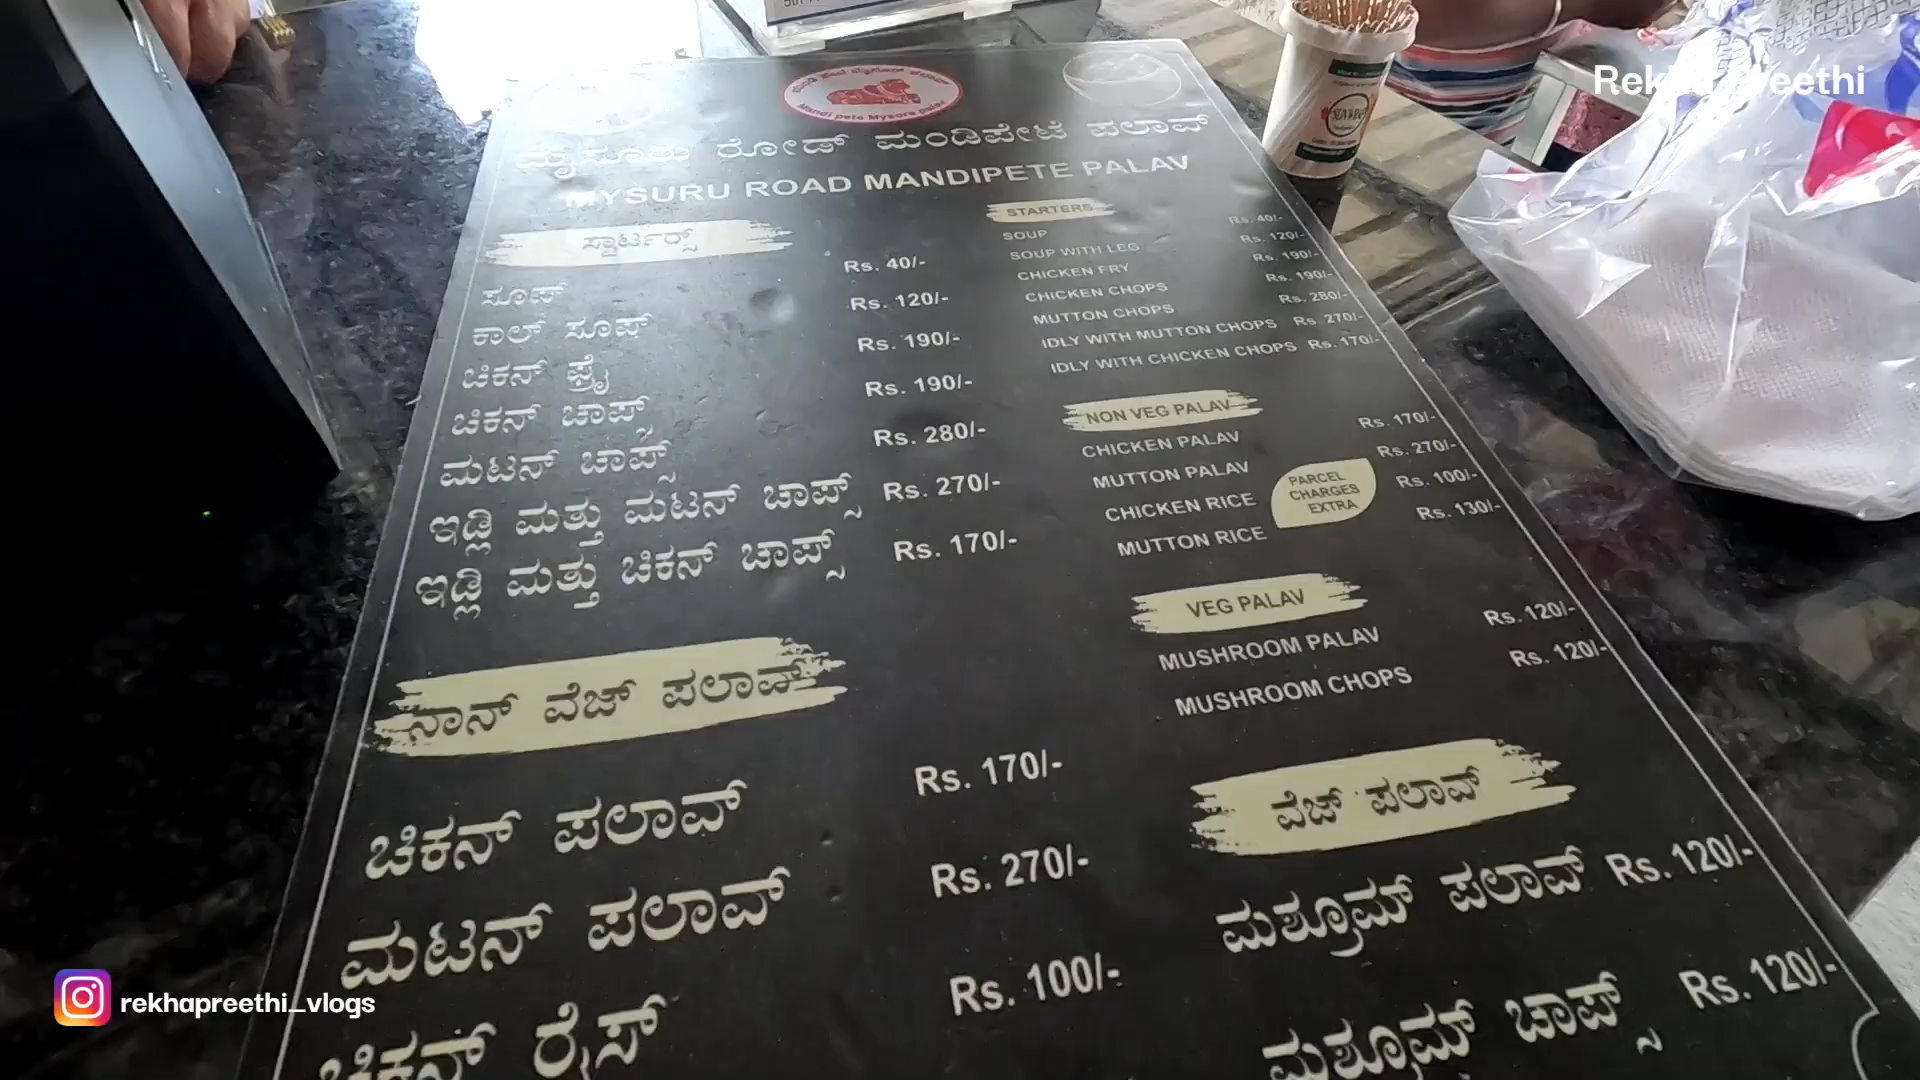 Rekha Preethi
ಮಂಡಿ ಪೇಟೆ ಮೈಸೂರ್ ಪಲಾವ್
Mandi pete Mysore palav
ಮೈಸೂರು ರೋಡ್ ಮಂಡಿಪೇಟೆ ಪಲಾವ್
MYSURU ROAD MANDIPETE PALAV
ಸ್ಟಾರ್ಟರ್ಸ್
ಸೂಪ್ Rs. 40/-
ಕಾಲ್ ಸೂಪ್ Rs. 120/-
ಚಿಕನ್ ಫ್ರೈ Rs. 190/-
ಚಿಕನ್ ಚಾಪ್ಸ್ Rs. 190/-
ಮಟನ್ ಚಾಪ್ಸ್ Rs. 280/-
ಇಡ್ಲಿ ಮತ್ತು ಮಟನ್ ಚಾಪ್ಸ್ Rs. 270/-
ಇಡ್ಲಿ ಮತ್ತು ಚಿಕನ್ ಚಾಪ್ಸ್ Rs. 170/-
ನಾನ್ ವೆಜ್ ಪಲಾವ್
ಚಿಕನ್ ಪಲಾವ್ Rs. 170/-
ಮಟನ್ ಪಲಾವ್ Rs. 270/-
ಚಿಕನ್ ರೈಸ್ Rs. 100/-
STARTERS
SOUP Rs. 40/-
SOUP WITH LEG Rs. 120/-
CHICKEN FRY Rs. 190/-
CHICKEN CHOPS Rs. 190/-
MUTTON CHOPS Rs. 280/-
IDLY WITH MUTTON CHOPS Rs. 270/-
IDLY WITH CHICKEN CHOPS Rs. 170/-
NON VEG PALAV
CHICKEN PALAV Rs. 170/-
MUTTON PALAV Rs. 270/-
CHICKEN RICE Rs. 100/-
MUTTON RICE Rs. 130/-
PARCEL
CHARGES
EXTRA
VEG PALAV
MUSHROOM PALAV Rs. 120/-
MUSHROOM CHOPS Rs. 120/-
ವೆಜ್ ಪಲಾವ್
ಮಶ್ರೂಮ್ ಪಲಾವ್ Rs. 120/-
ಮಶ್ರೂಮ್ ಚಾಪ್ಸ್ Rs. 120/-
rekhapreethi_vlogs